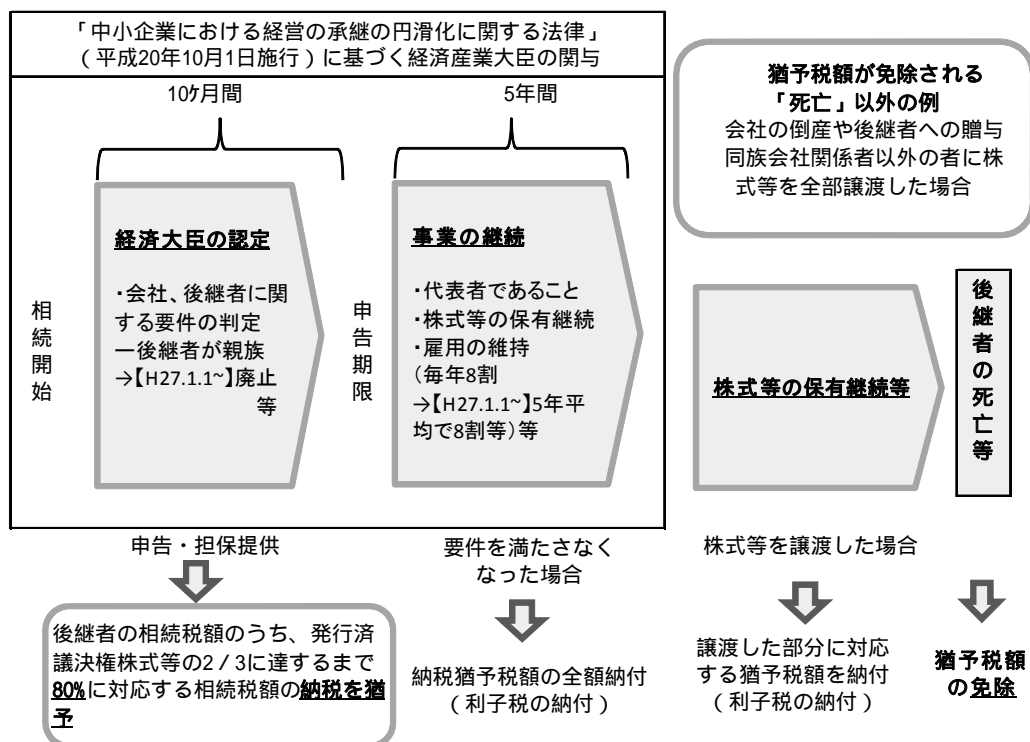 「中小企業における経営の承継の円滑化に関する法律」
（平成20年10月1日施行）に基づく経済産業大臣の関与
10ケ月間
5年間
猶予税額が免除される
「死亡」以外の例
会社の倒産や後継者への贈与
同族会社関係者以外の者に株
式等を全部譲渡した場合
相続開始
経済大臣の認定
・会社、後継者に関
する要件の判定
ー後継者が親族
→【H27.1.1~】廃止
等
申告期限
事業の継続
・代表者であること
・株式等の保有継続
・雇用の維持
（毎年8割
→【H27.1.1~】5年平
均で8割等）等
株式等の保有継続等
後継者の死亡等
申告・担保提供
後継者の相続税額のうち、発行済
議決権株式等の2/3に達するまで
80%に対応する相続税額の納税を猶
予
要件を満たさなく
なった場合
納税猶予税額の全額納付
（利子税の納付）
株式等を譲渡した場合
譲渡した部分に対応
する猶予税額を納付
（利子税の納付）
猶予税額
の免除